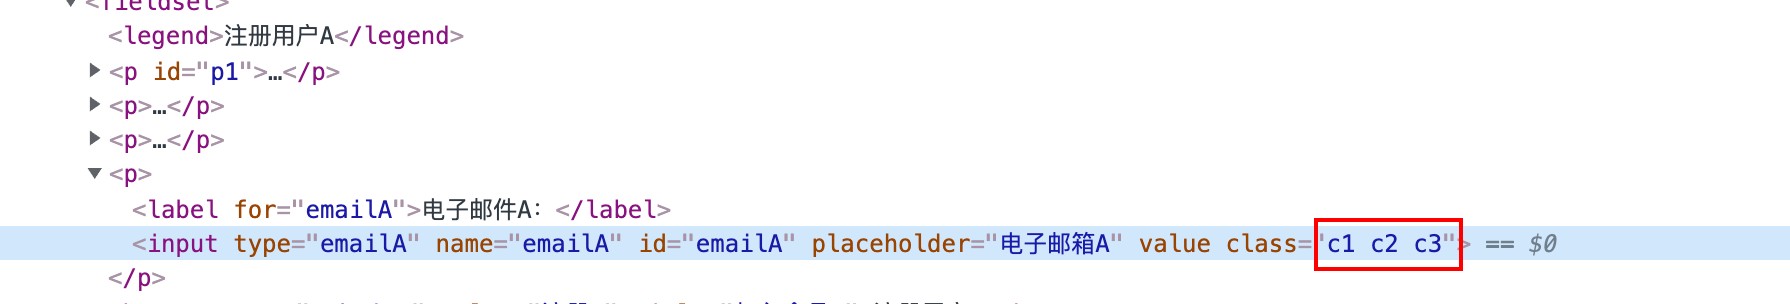 <fieldset>
<legend>注册用户A</legend>
<p id="p1">…</p>
<p>…</p>
<p>…</p>
<p>
<label for="emailA">电子邮件A: </label>
<input type="emailA" name="emailA" id="emailA" placeholder="电子邮箱A" value class="c1 c2 c3"> == $0
</p>